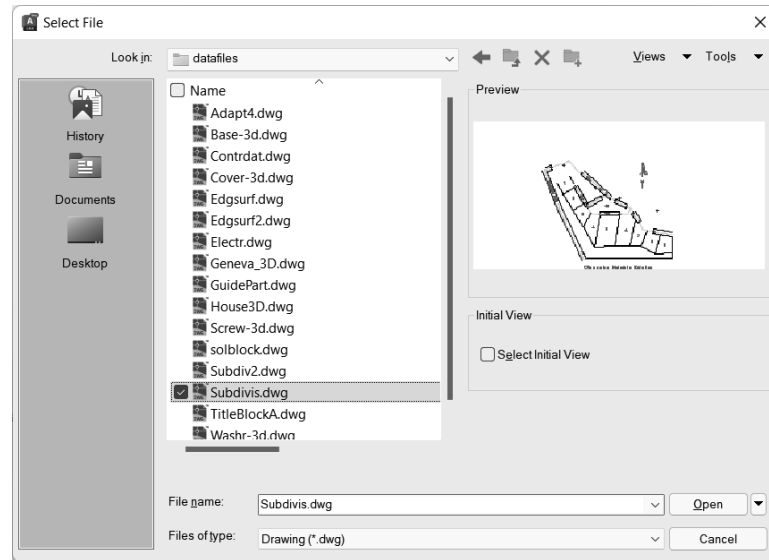 Select File
Look in:
datafiles
Views
Tools
History
Documents
Desktop
Name
Adapt4.dwg
Base-3d.dwg
Contrdat.dwg
Cover-3d.dwg
Edgsurf.dwg
Edgsurf2.dwg
Electr.dwg
Geneva_3D.dwg
GuidePart.dwg
House3D.dwg
Screw-3d.dwg
solblock.dwg
Subdiv2.dwg
Subdivis.dwg
TitleBlockA.dwg
Washr-3d.dwg
Preview
Initial View
Select Initial View
File name:
Subdivis.dwg
Open
Files of type:
Drawing (*.dwg)
Cancel